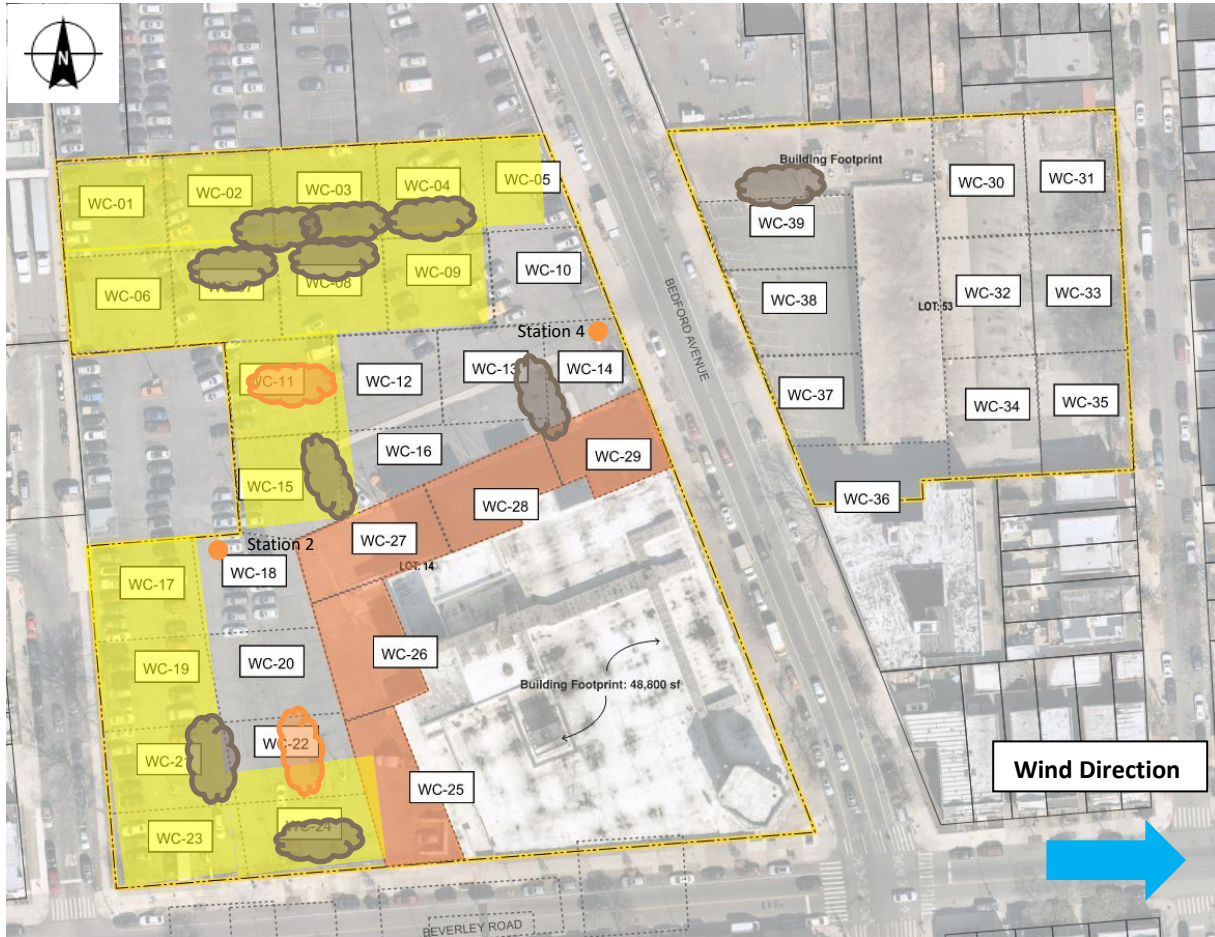 N
WC-01
WC-02
WC-03
WC-04
WC-05
WC-06
WC-08
WC-09
WC-10
Station 4
WC-11
WC-12
WC-13
WC-14
WC-15
WC-16
WC-29
WC-28
WC-27
LOT: 14
Station 2
WC-17
WC-18
WC-19
WC-20
WC-26
Building Footprint: 48,800 sf
WC-22
WC-25
WC-23
WC-24
BEVERLEY ROAD
BEDFORD AVENUE
Building Footprint
WC-30
WC-31
WC-39
WC-38
WC-32
WC-33
LOT: 53
WC-37
WC-34
WC-35
WC-36
Wind Direction